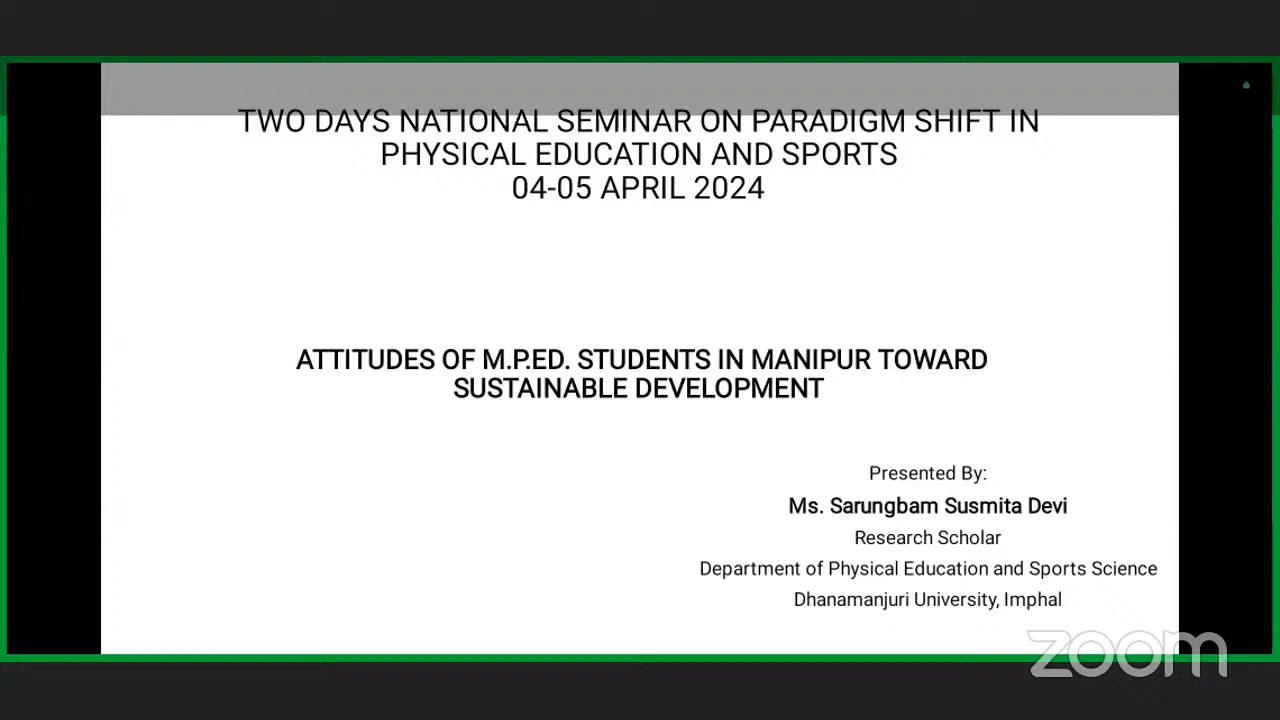 TWO DAYS NATIONAL SEMINAR ON PARADIGM SHIFT IN
PHYSICAL EDUCATION AND SPORTS
04-05 APRIL 2024
ATTITUDES OF M.P.ED. STUDENTS IN MANIPUR TOWARD
SUSTAINABLE DEVELOPMENT
Presented By:
Ms. Sarungbam Susmita Devi
Research Scholar
Department of Physical Education and Sports Science
Dhanamanjuri University, Imphal
zoom